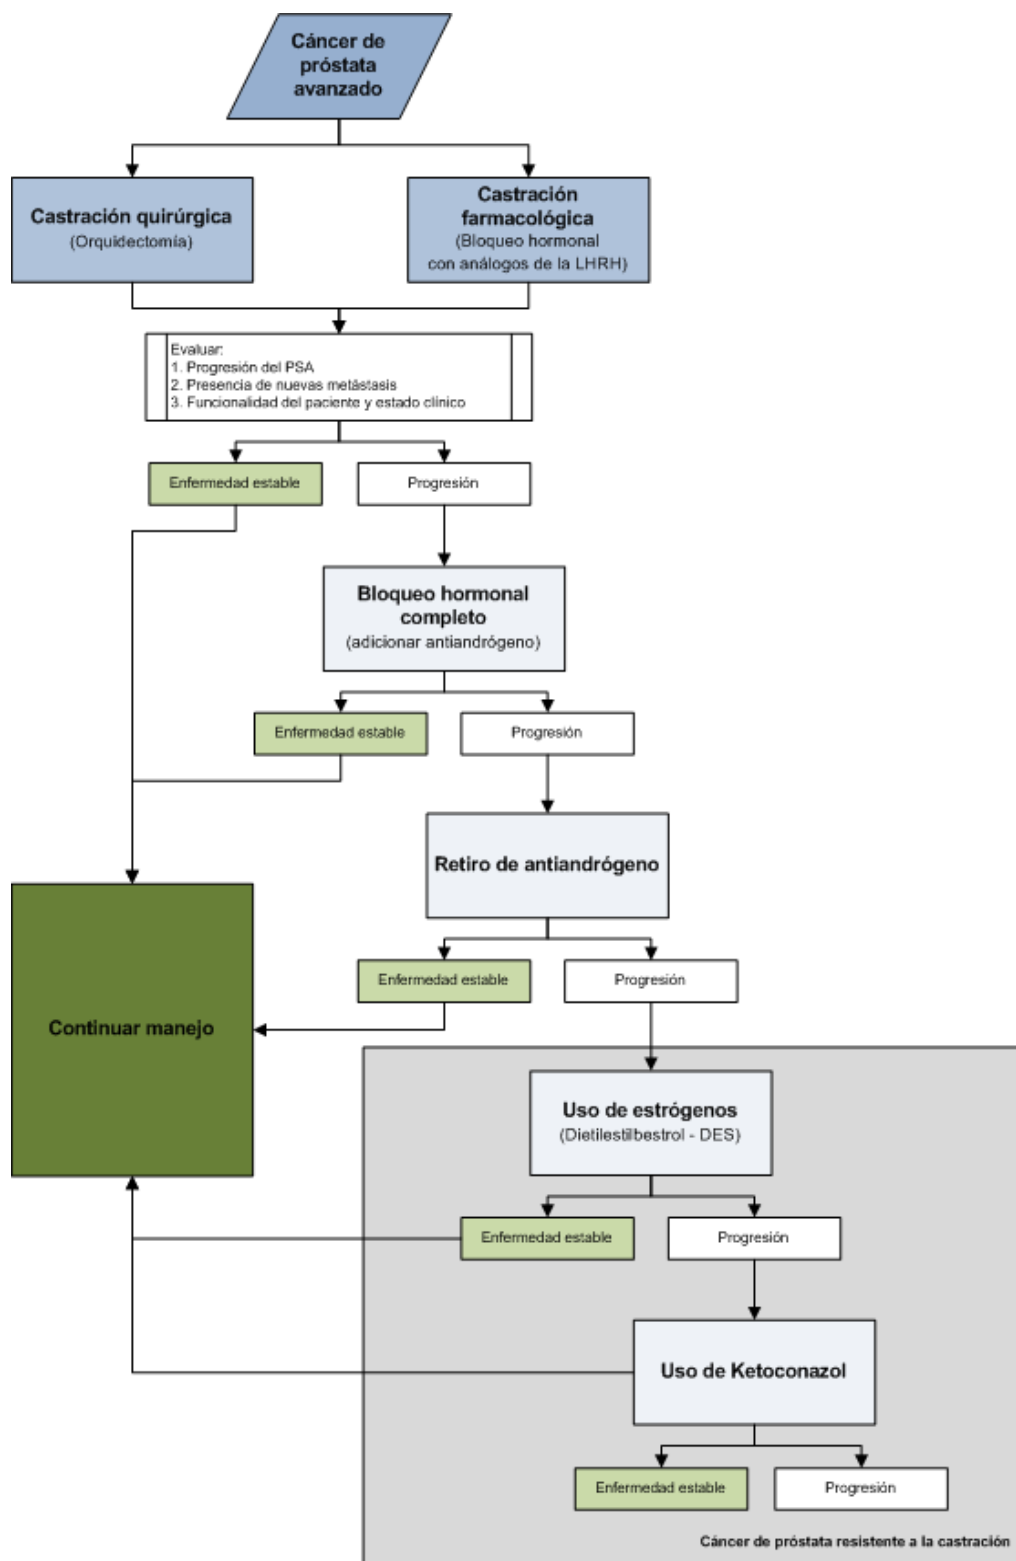 Cáncer de
próstata
avanzado
Castración quirúrgica
(Orquidectomía)
Castración
farmacológica
(Bloqueo hormonal
con análogos de la LHRH)
Evaluar:
1. Progresión del PSA
2. Presencia de nuevas metástasis
3. Funcionalidad del paciente y estado clínico
Enfermedad estable
Progresión
Bloqueo hormonal
completo
(adicionar antiandrógeno)
Enfermedad estable
Progresión
Retiro de antiandrógeno
Enfermedad estable
Progresión
Continuar manejo
Uso de estrógenos
(Dietilestilbestrol - DES)
Enfermedad estable
Progresión
Uso de Ketoconazol
Enfermedad estable
Progresión
Cáncer de próstata resistente a la castración